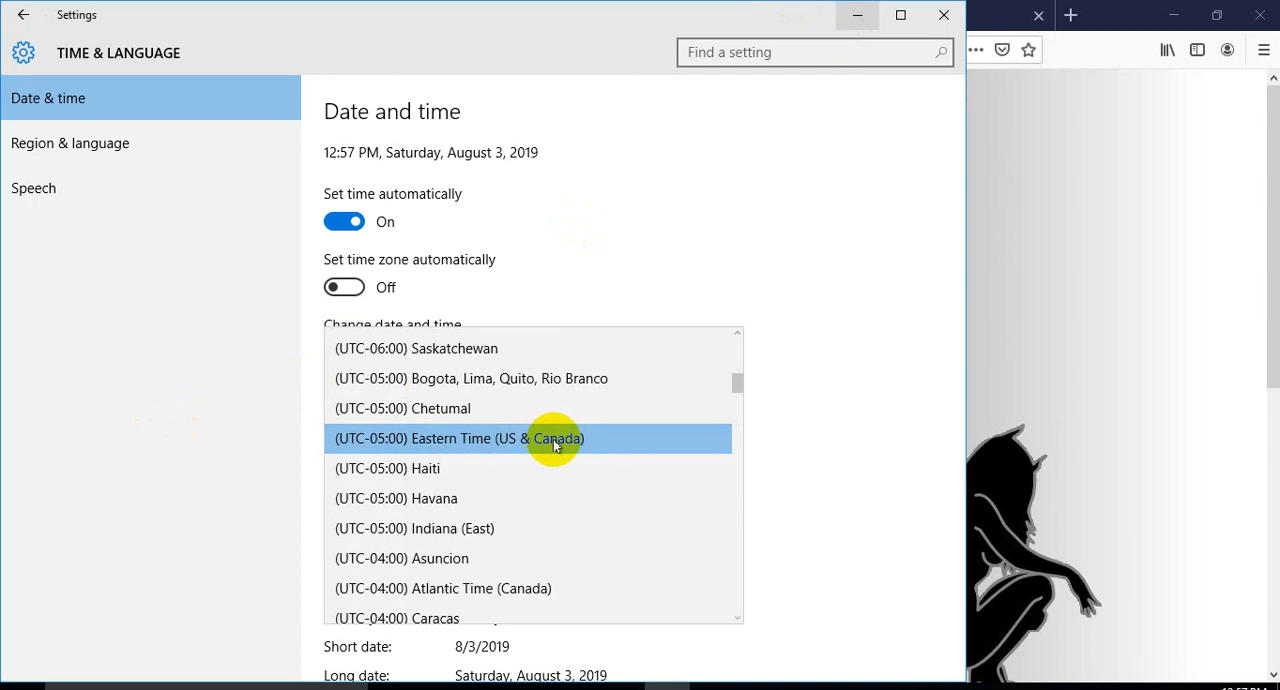 Settings
TIME & LANGUAGE
Find a setting
Date & time
Region & language
Speech
Date and time
12:57 PM, Saturday, August 3, 2019
Set time automatically
On
Set time zone automatically
Off
Change date and time
(UTC-06:00) Saskatchewan
(UTC-05:00) Bogota, Lima, Quito, Rio Branco
(UTC-05:00) Chetumal
(UTC-05:00) Eastern Time (US & Canada)
(UTC-05:00) Haiti
(UTC-05:00) Havana
(UTC-05:00) Indiana (East)
(UTC-04:00) Asuncion
(UTC-04:00) Atlantic Time (Canada)
(UTC-04:00) Caracas
Short date: 8/3/2019
Long date: Saturday, August 3, 2019
12:57 PM